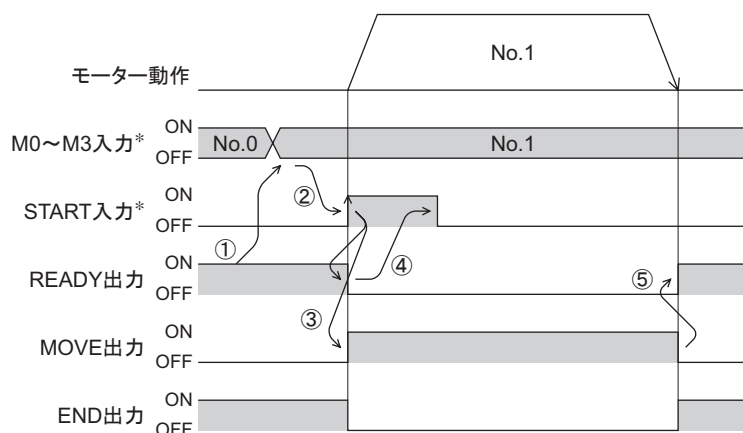 No.1
モーター動作
M0～M3入力*
ON
OFF
No.0
No.1
START入力*
ON
OFF
②
①
READY出力
ON
OFF
④
③
⑤
MOVE出力
ON
OFF
END出力
ON
OFF